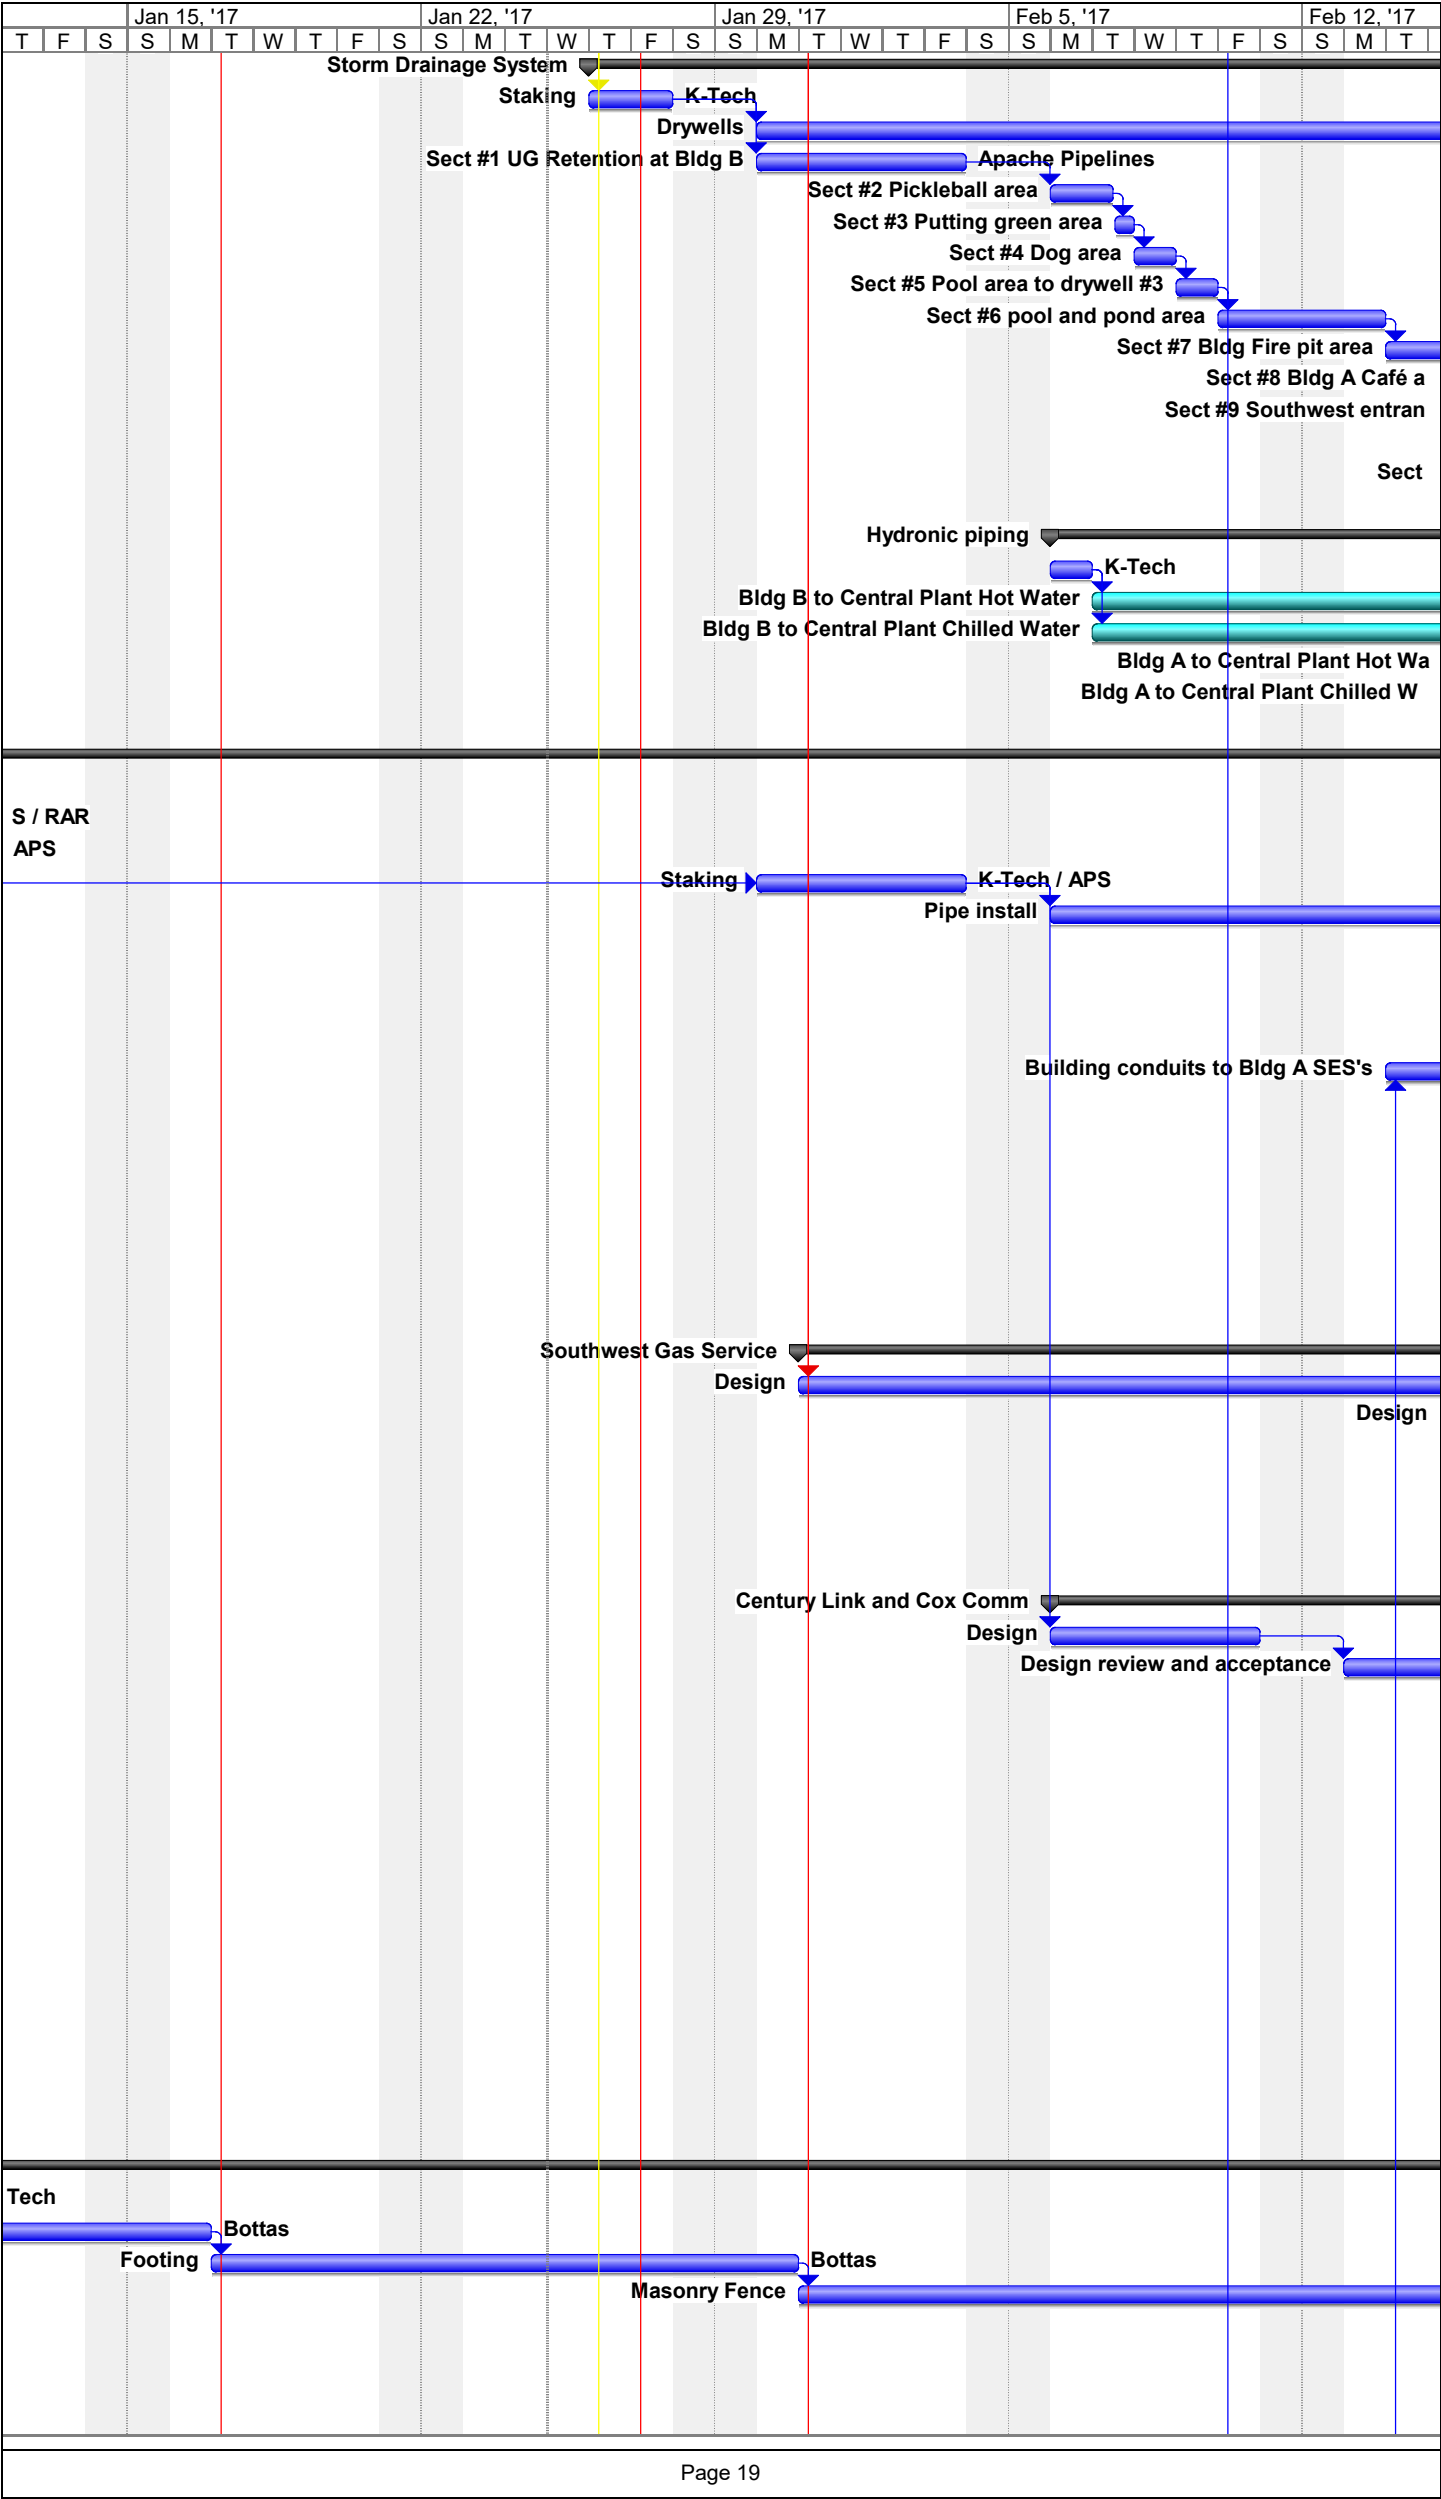 Jan 15, '17 Jan 22, '17 Jan 29, '17 Feb 5, '17 Feb 12, '17
T F S S M T W T F S S M T W T F S S M T W T F S S M T W T F S S M T
Storm Drainage System
Staking K-Tech
Drywells
Sect #1 UG Retention at Bldg B Apache Pipelines
Sect #2 Pickleball area
Sect #3 Putting green area
Sect #4 Dog area
Sect #5 Pool area to drywell #3
Sect #6 pool and pond area
Sect #7 Bldg Fire pit area
Sect #8 Bldg A Café a
Sect #9 Southwest entran
Sect
Hydronic piping
K-Tech
Bldg B to Central Plant Hot Water
Bldg B to Central Plant Chilled Water
Bldg A to Central Plant Hot Wa
Bldg A to Central Plant Chilled W
S / RAR
APS
Staking K-Tech / APS
Pipe install
Building conduits to Bldg A SES's
Southwest Gas Service
Design
Design
Century Link and Cox Comm
Design
Design review and acceptance
Tech
Bottas
Footing Bottas
Masonry Fence
Page 19